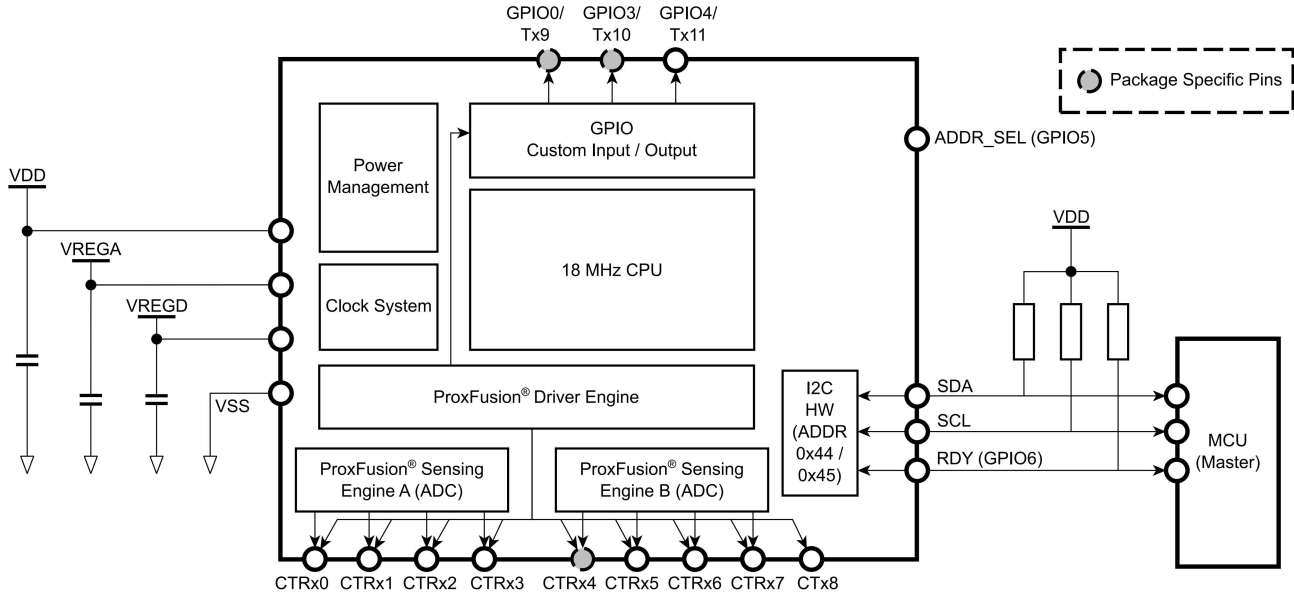 GPIO0/ GPIO3/ GPIO4/
Tx9 Tx10 Tx11
Package Specific Pins
GPIO
Custom Input / Output
ADDR_SEL (GPIO5)
Power
Management
VDD
VDD
VREGA
18 MHz CPU
Clock System
VREGD
ProxFusion® Driver Engine
VSS
I2C
HW
(ADDR
0x44 /
0x45)
SDA
SCL
RDY (GPIO6)
MCU
(Master)
ProxFusion® Sensing
Engine A (ADC)
ProxFusion® Sensing
Engine B (ADC)
CTRx0 CTRx1 CTRx2 CTRx3 CTRx4 CTRx5 CTRx6 CTRx7 CTx8